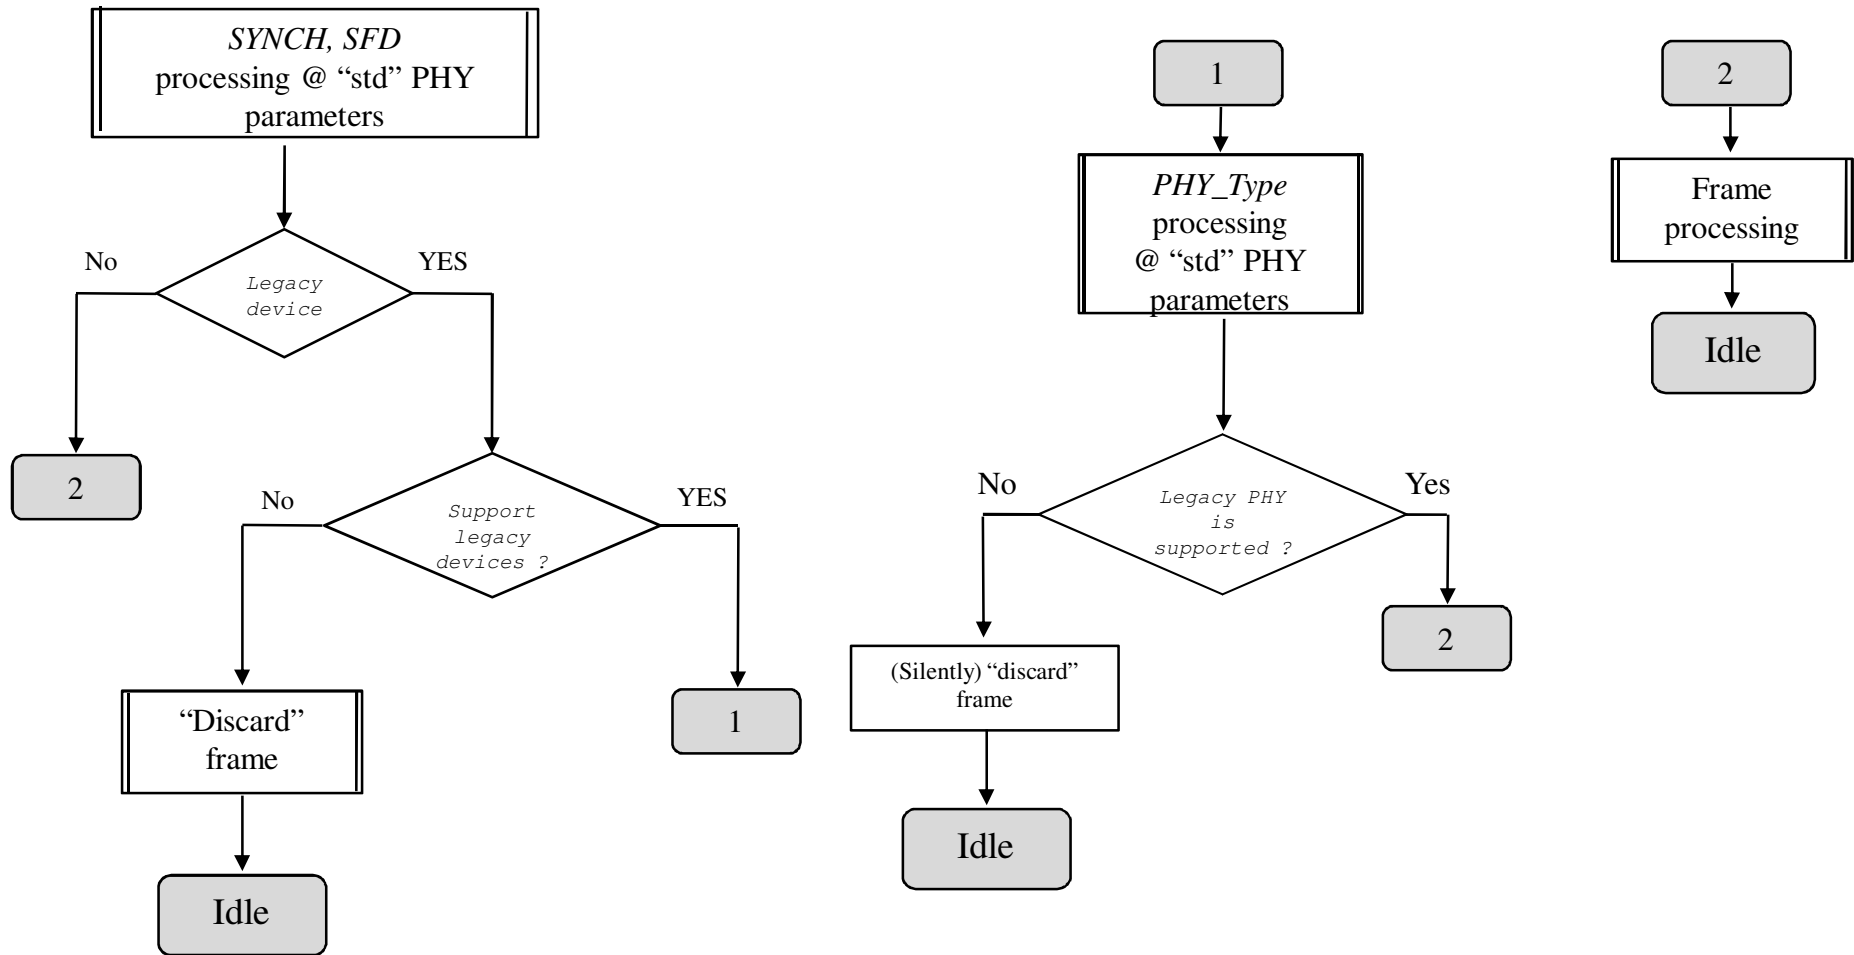 SYNCH, SFD
processing @ “std” PHY
parameters
No
YES
Legacy
device
2
No
YES
Support
legacy
devices ?
“Discard”
frame
1
Idle
1
PHY_Type
processing
@ “std” PHY
parameters
No
Yes
Legacy PHY
is
supported ?
2
(Silently) “discard”
frame
Idle
2
Frame
processing
Idle